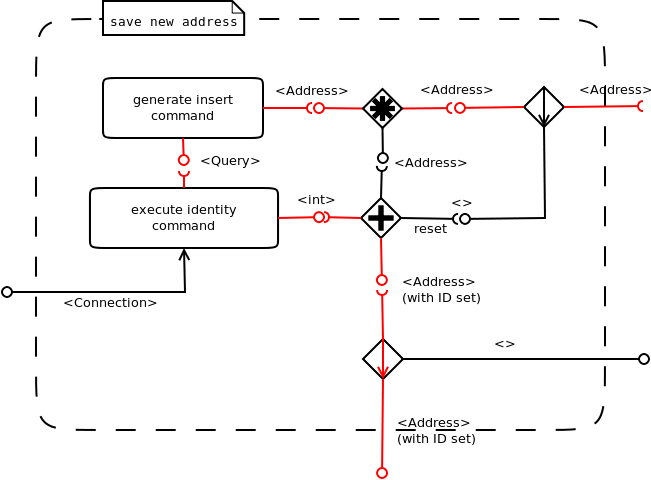 save new address
<Address>
<Address>
<Address>
generate insert
command
<Query>
<Address>
execute identity
command
<int>
<>
reset
<Address>
(with ID set)
<Connection>
<>
<Address>
(with ID set)